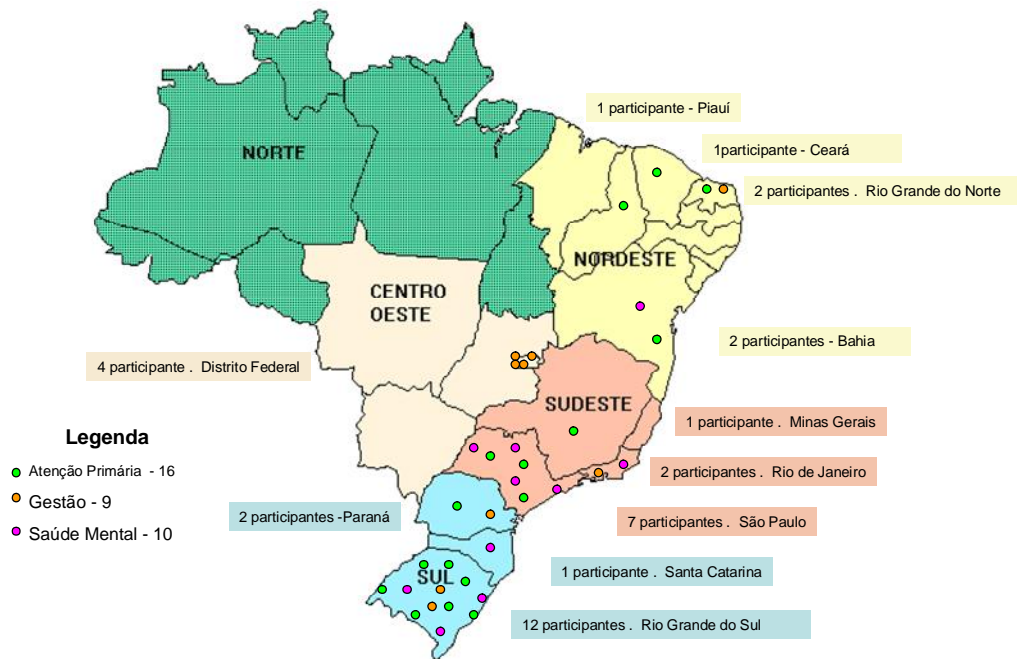 NORTE
1 participante - Piauí
1participante - Ceará
2 participantes . Rio Grande do Norte
NORDESTE
CENTRO
OESTE
2 participantes - Bahia
4 participante . Distrito Federal
SUDESTE
1 participante . Minas Gerais
Legenda
Atenção Primária - 16
Gestão - 9
Saúde Mental - 10
2 participantes . Rio de Janeiro
2 participantes -Paraná
7 participantes . São Paulo
SUL
1 participante . Santa Catarina
12 participantes . Rio Grande do Sul